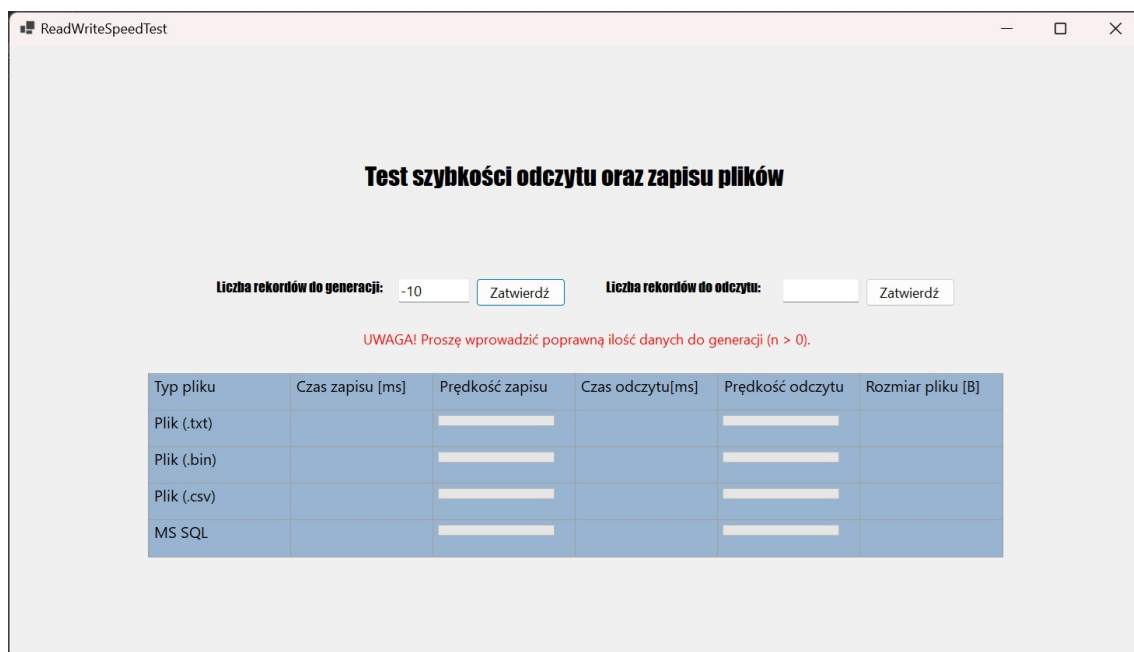 ReadWriteSpeedTest
Test szybkości odczytu oraz zapisu plików
Liczba rekordów do generacji: -10 Zatwierdź Liczba rekordów do odczytu: Zatwierdź
UWAGA! Proszę wprowadzić poprawną ilość danych do generacji (n > 0).
Typ pliku Czas zapisu [ms] Prędkość zapisu Czas odczytu[ms] Prędkość odczytu Rozmiar pliku [B]
Plik (.txt)
Plik (.bin)
Plik (.csv)
MS SQL